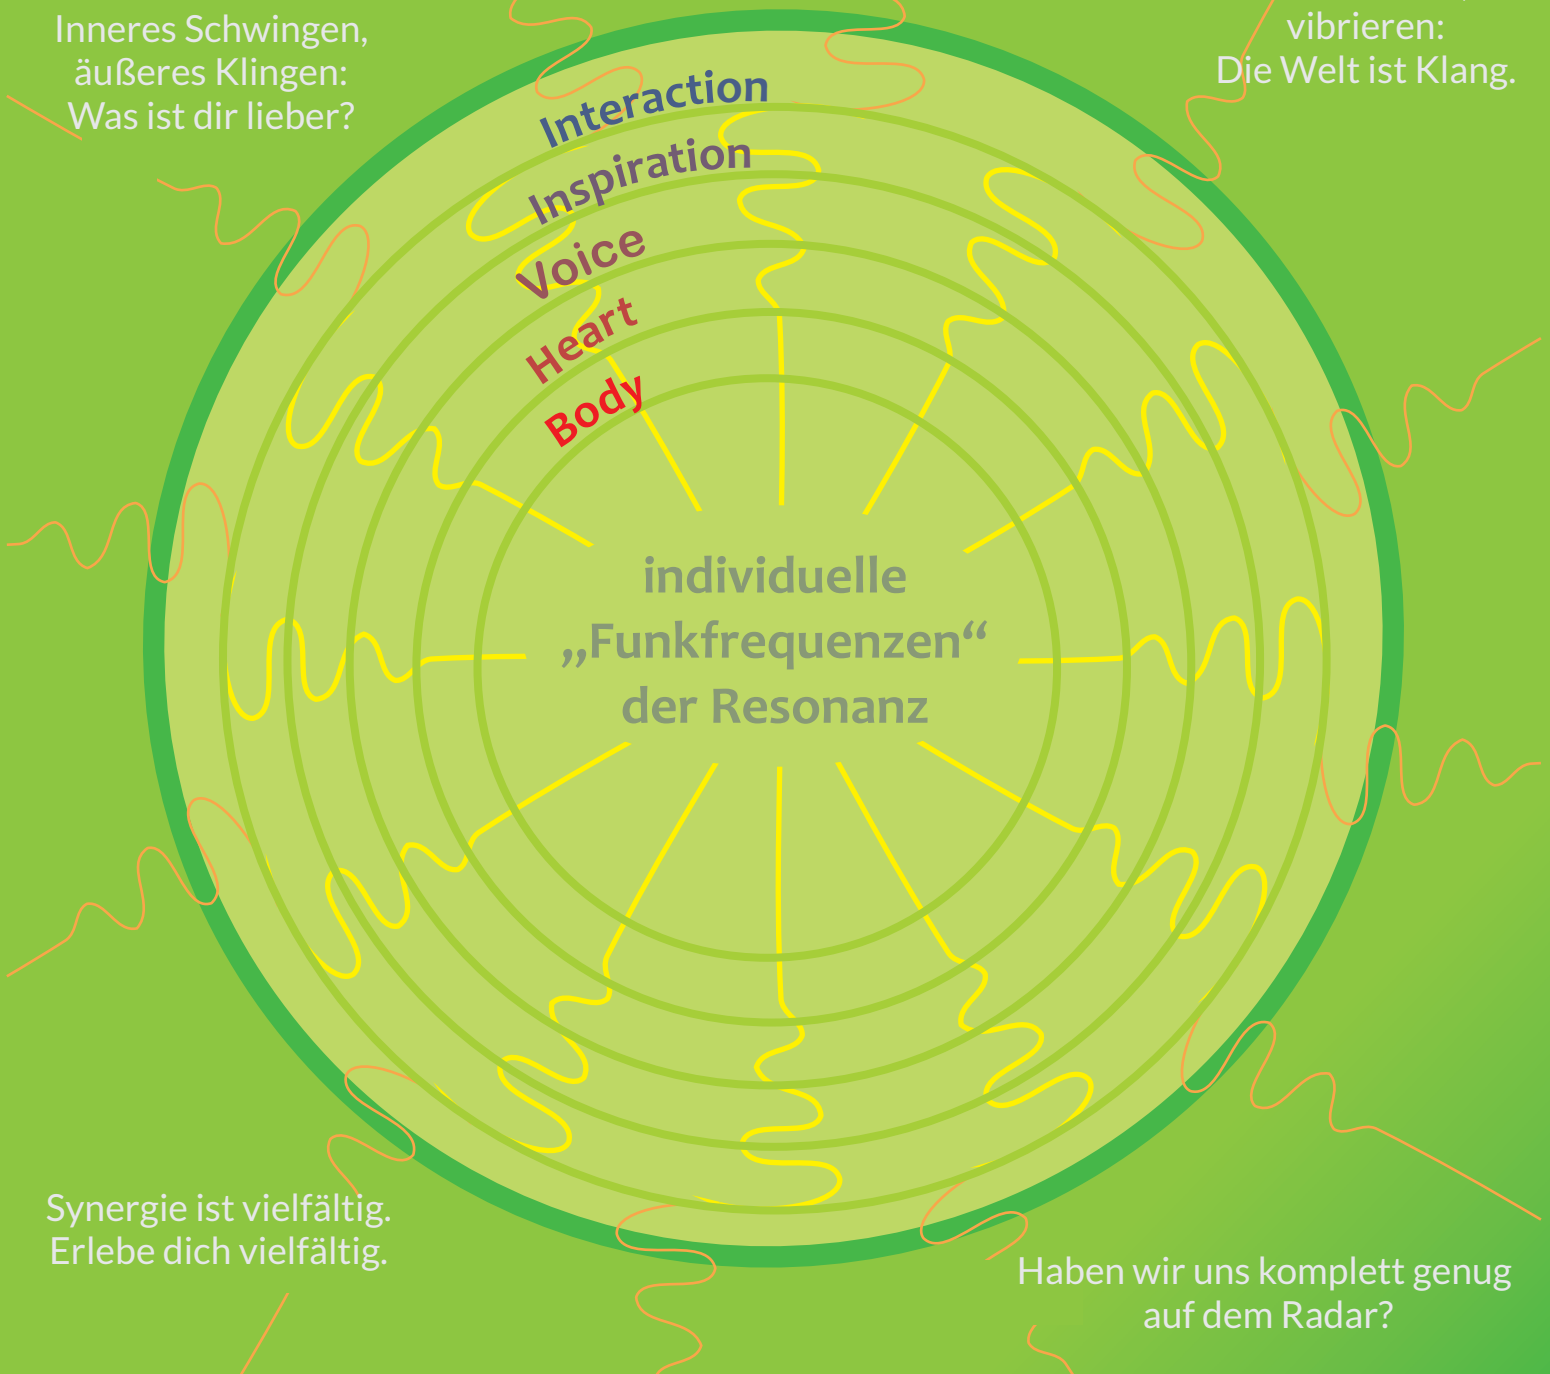 Inneres Schwingen,
äußeres Klingen:
Was ist dir lieber?
vibrieren:
Die Welt ist Klang.
Interaction
Inspiration
Voice
Heart
Body
individuelle
„Funkfrequenzen“
der Resonanz
Synergie ist vielfältig.
Erlebe dich vielfältig.
Haben wir uns komplett genug
auf dem Radar?